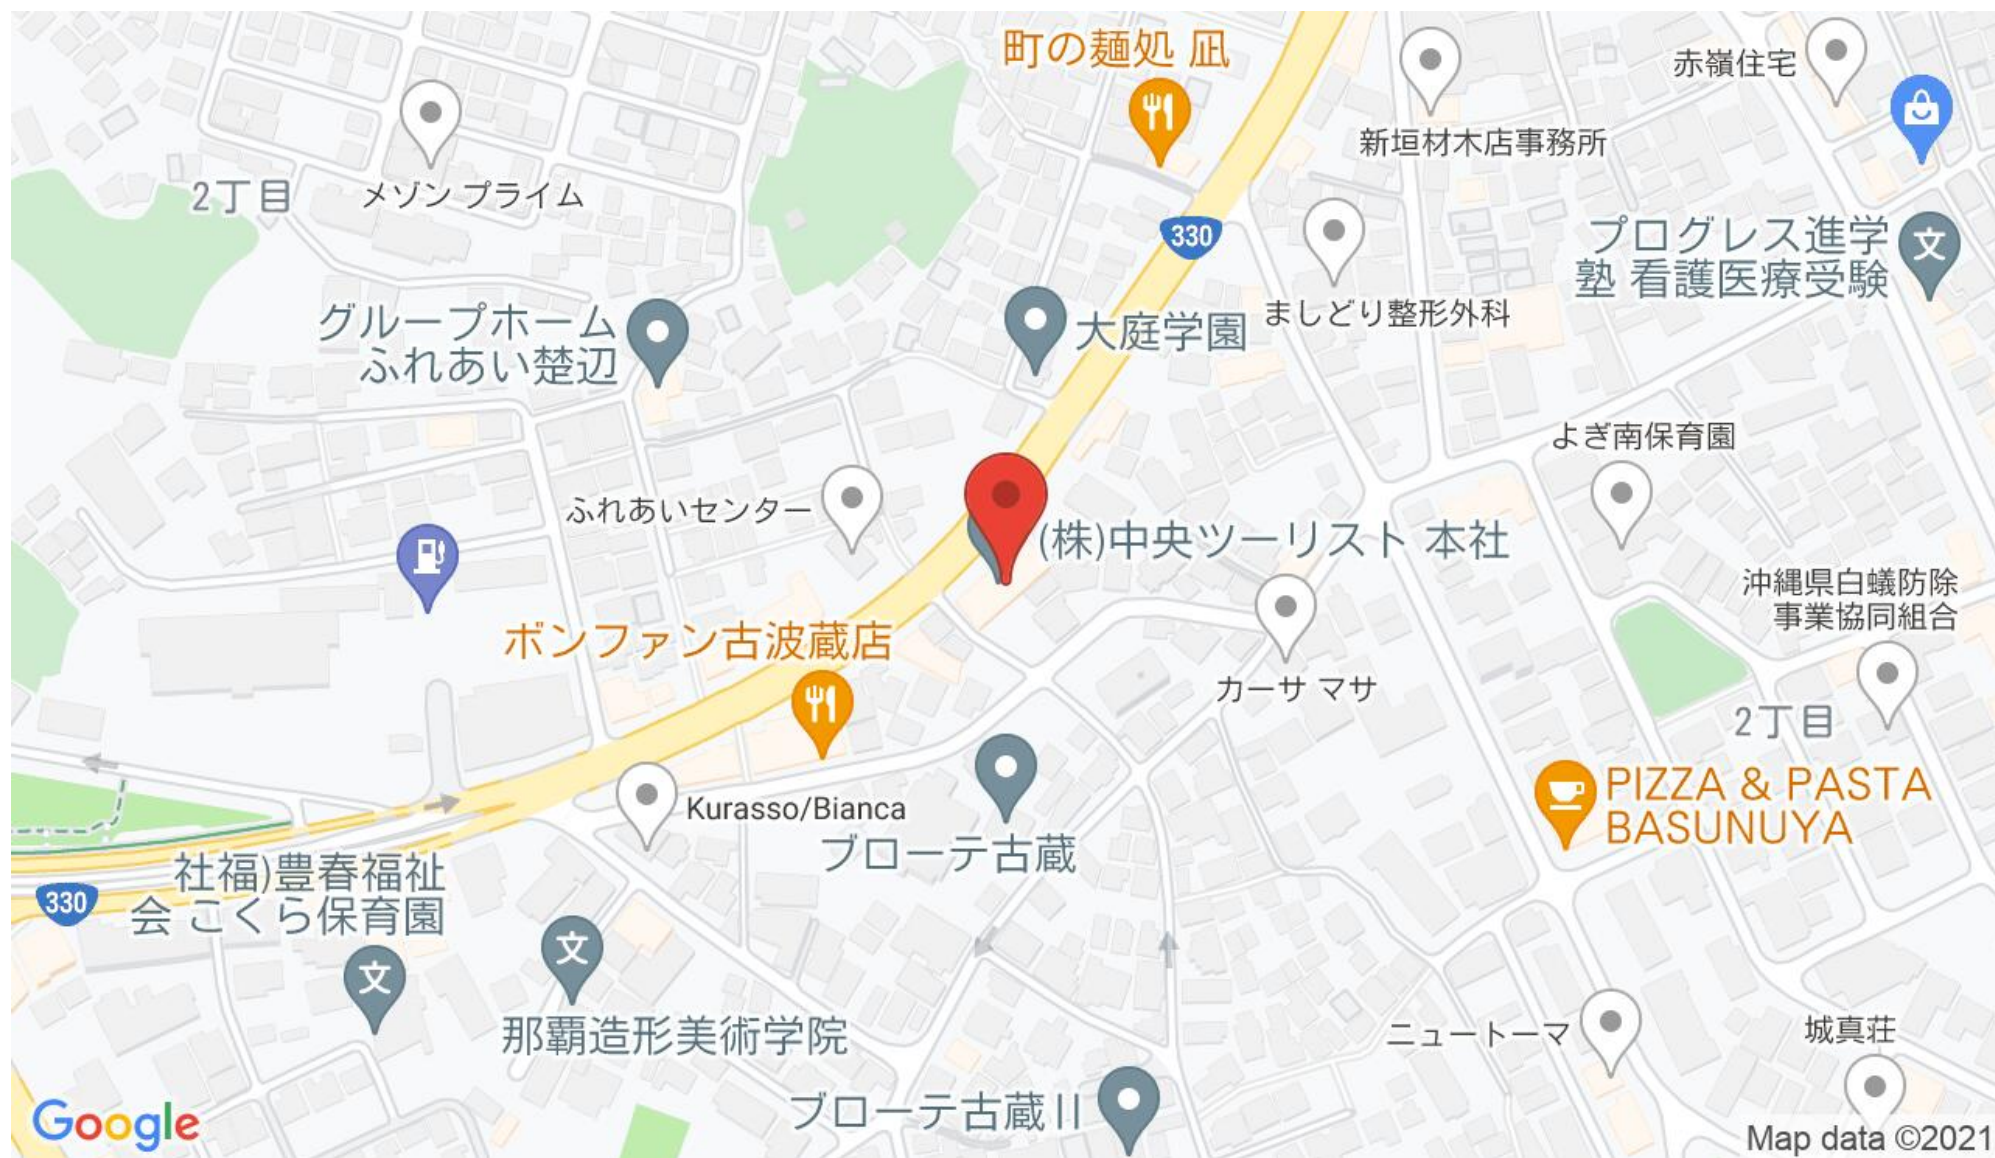 町の麺処 凪
赤嶺住宅
新垣材木店事務所
2丁目
メゾン プライム
330
プログレス進学
塾 看護医療受験
ましどり整形外科
グループホーム
ふれあい楚辺
大庭学園
よぎ南保育園
ふれあいセンター
(株)中央ツーリスト 本社
沖縄県白蟻防除
事業協同組合
ボンファン古波蔵店
カーサ マサ
2丁目
PIZZA & PASTA
BASUNUYA
Kurasso/Bianca
ブローテ古蔵
社福)豊春福祉
会 こくら保育園
330
文
文
文
那覇造形美術学院
ニュートーマ
城真荘
ブローテ古蔵II
Google
Map data ©2021